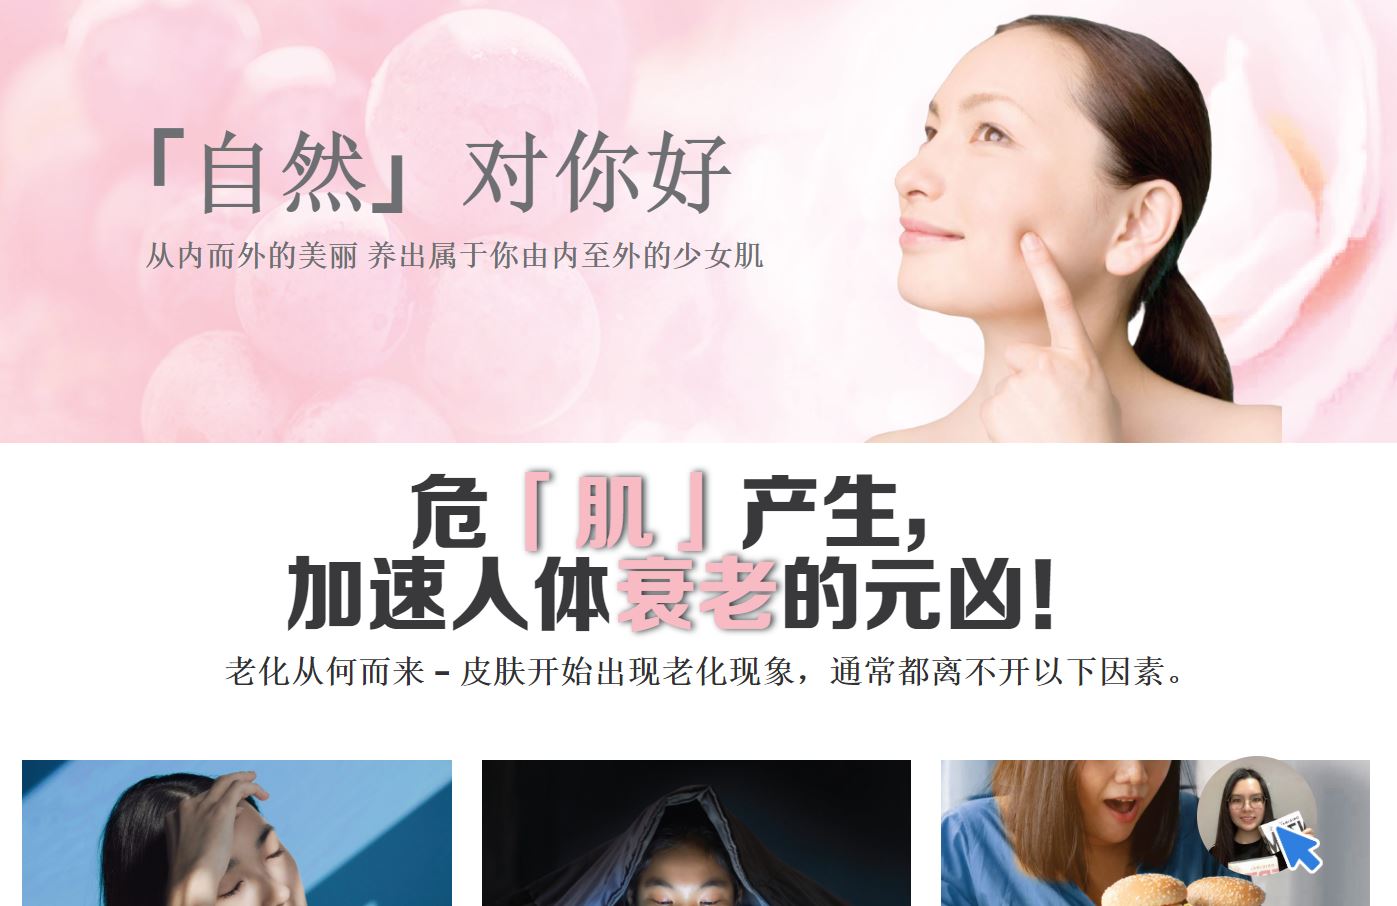 「自然」对你好
从内而外的美丽 养出属于你由内至外的少女肌
危「肌」产生，
加速人体衰老的元凶！
老化从何而来 – 皮肤开始出现老化现象，通常都离不开以下因素。